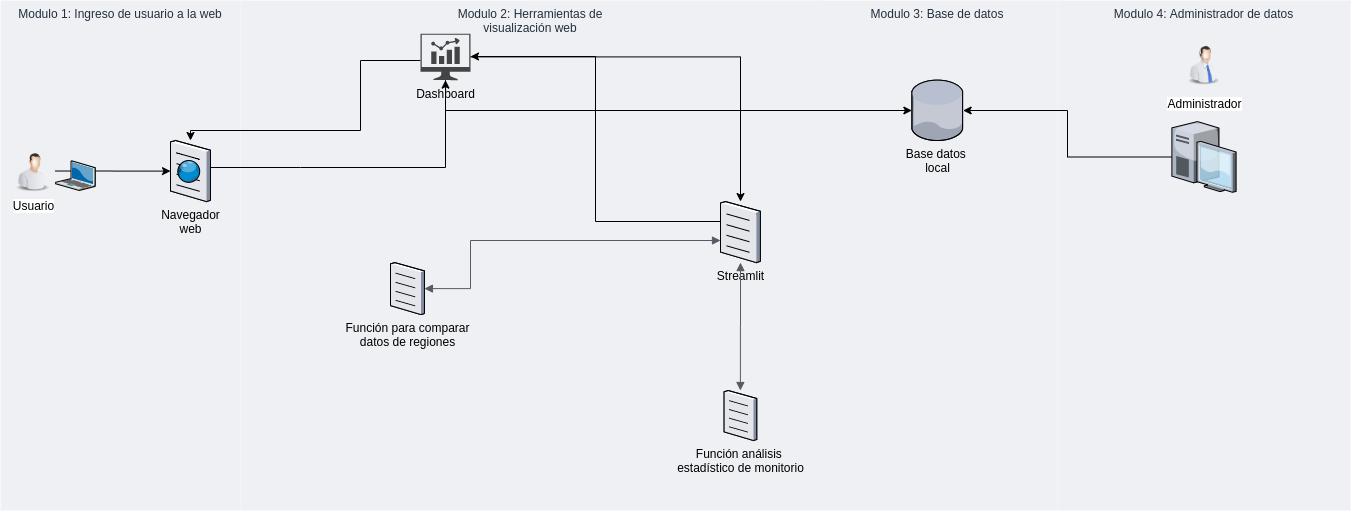 Modulo 1: Ingreso de usuario a la web
Modulo 2: Herramientas de
visualización web
Modulo 3: Base de datos
Modulo 4: Administrador de datos
Dashboard
Administrador
Base datos
local
Usuario
Navegador
web
Streamlit
Función para comparar
datos de regiones
Función análisis
estadístico de monitorio